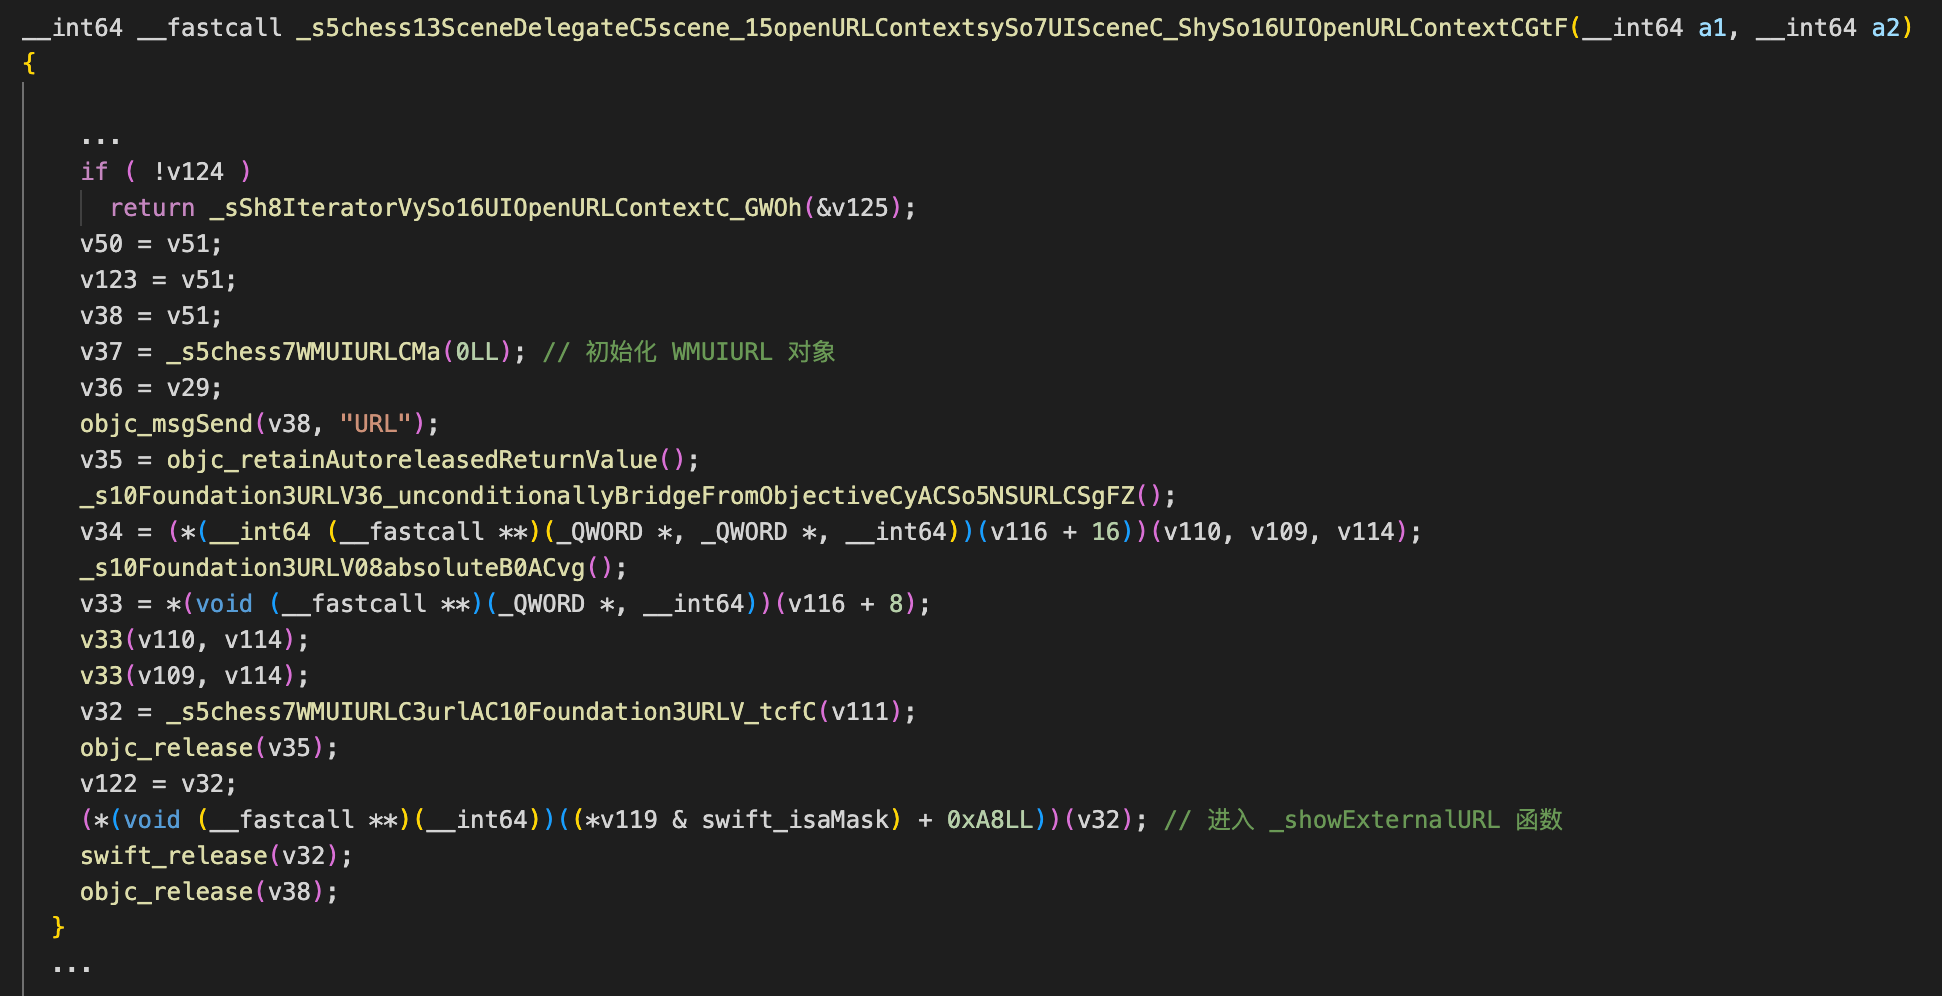 __int64 __fastcall _s5chess13SceneDelegateC5scene_15openURLContextsySo7UISceneC_ShySo16UIOpenURLContextCGtF(__int64 a1, __int64 a2)
{
...
if ( !v124 )
return _sSh8IteratorVySo16UIOpenURLContextC_GWOh(&v125);
v50 = v51;
v123 = v51;
v38 = v51;
v37 = _s5chess7WMUIURLCMa(0LL); // 初始化 WMUIURL 对象
v36 = v29;
objc_msgSend(v38, "URL");
v35 = objc_retainAutoreleasedReturnValue();
_s10Foundation3URLV36_unconditionallyBridgeFromObjectiveCyACSo5NSURLCSgFZ();
v34 = (*(__int64 (__fastcall **)(_QWORD *, _QWORD *, __int64))(v116 + 16))(v110, v109, v114);
_s10Foundation3URLV08absoluteB0ACvg();
v33 = *(void (__fastcall **)(_QWORD *, __int64))(v116 + 8);
v33(v110, v114);
v33(v109, v114);
v32 = _s5chess7WMUIURLC3urlAC10Foundation3URLV_tcfC(v111);
objc_release(v35);
v122 = v32;
(*(void (__fastcall **)(__int64))((*v119 & swift_isaMask) + 0xA8LL))(v32); // 进入 _showExternalURL 函数
swift_release(v32);
objc_release(v38);
}
...